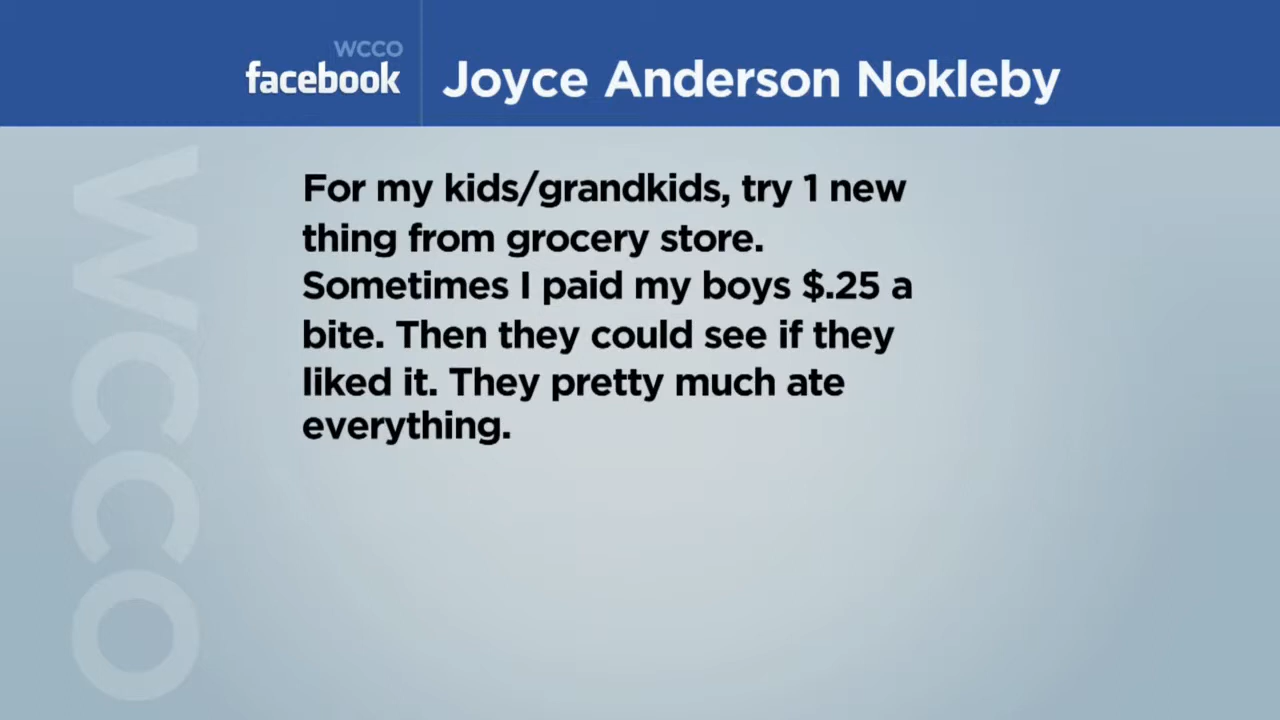 WCCO
facebook
Joyce Anderson Nokleby
WCCO
For my kids/grandkids, try 1 new
thing from grocery store.
Sometimes I paid my boys $.25 a
bite. Then they could see if they
liked it. They pretty much ate
everything.